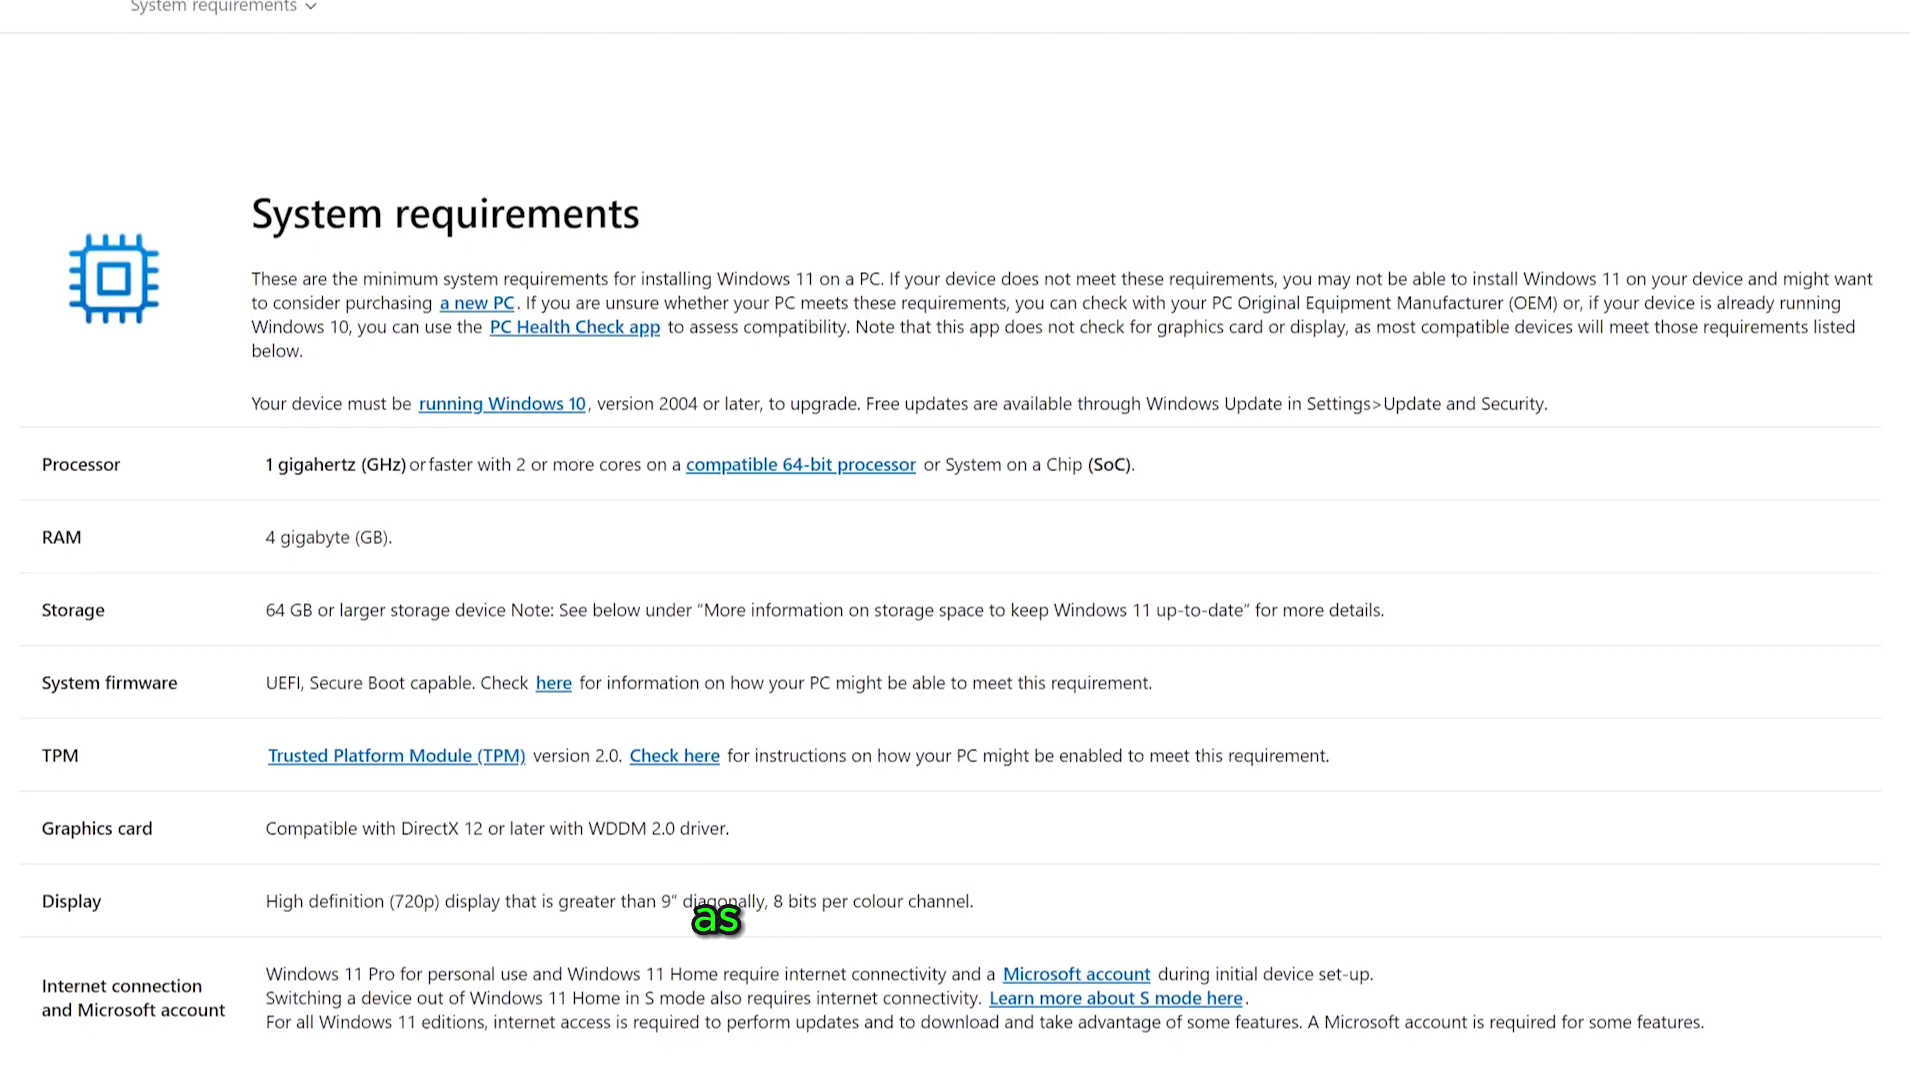 System requirements
System requirements
These are the minimum system requirements for installing Windows 11 on a PC. If your device does not meet these requirements, you may not be able to install Windows 11 on your device and might want
to consider purchasing a new PC. If you are unsure whether your PC meets these requirements, you can check with your PC Original Equipment Manufacturer (OEM) or, if your device is already running
Windows 10, you can use the PC Health Check app to assess compatibility. Note that this app does not check for graphics card or display, as most compatible devices will meet those requirements listed
below.
Your device must be running Windows 10, version 2004 or later, to upgrade. Free updates are available through Windows Update in Settings>Update and Security.
Processor
1 gigahertz (GHz) or faster with 2 or more cores on a compatible 64-bit processor or System on a Chip (SoC).
RAM
4 gigabyte (GB).
Storage
64 GB or larger storage device Note: See below under “More information on storage space to keep Windows 11 up-to-date” for more details.
System firmware
UEFI, Secure Boot capable. Check here for information on how your PC might be able to meet this requirement.
TPM
Trusted Platform Module (TPM) version 2.0. Check here for instructions on how your PC might be enabled to meet this requirement.
Graphics card
Compatible with DirectX 12 or later with WDDM 2.0 driver.
Display
High definition (720p) display that is greater than 9” diagonally, 8 bits per colour channel.
as
Internet connection
and Microsoft account
Windows 11 Pro for personal use and Windows 11 Home require internet connectivity and a Microsoft account during initial device set-up.
Switching a device out of Windows 11 Home in S mode also requires internet connectivity. Learn more about S mode here.
For all Windows 11 editions, internet access is required to perform updates and to download and take advantage of some features. A Microsoft account is required for some features.